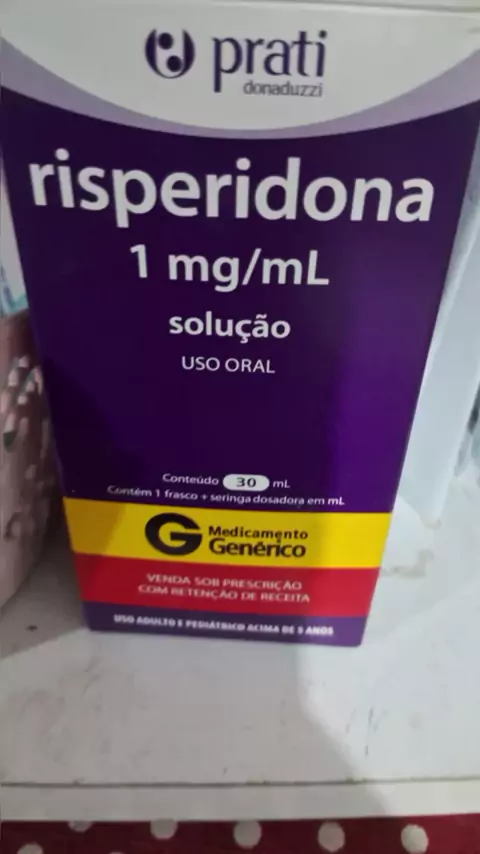 prati
donaduzzi
risperidona
1 mg/mL
solução
USO ORAL
Conteúdo 30 mL
Contém 1 frasco + seringa dosadora em mL
G Medicamento
Genérico
VENDA SOB PRESCRIÇÃO
COM RETENÇÃO DE RECEITA
USO ADULTO E PEDIÁTRICO ACIMA DE 5 ANOS